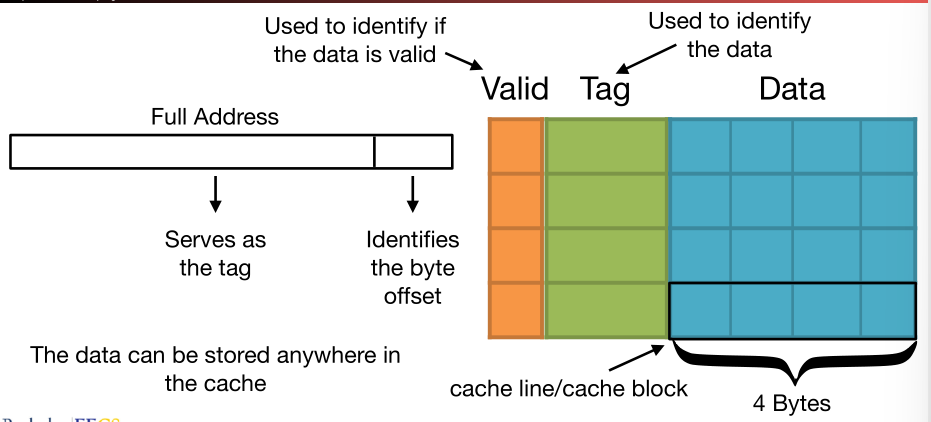 Used to identify if
the data is valid
Used to identify
the data
Valid
Tag
Data
Full Address
Serves as
the tag
Identifies
the byte
offset
The data can be stored anywhere in
the cache
cache line/cache block
4 Bytes